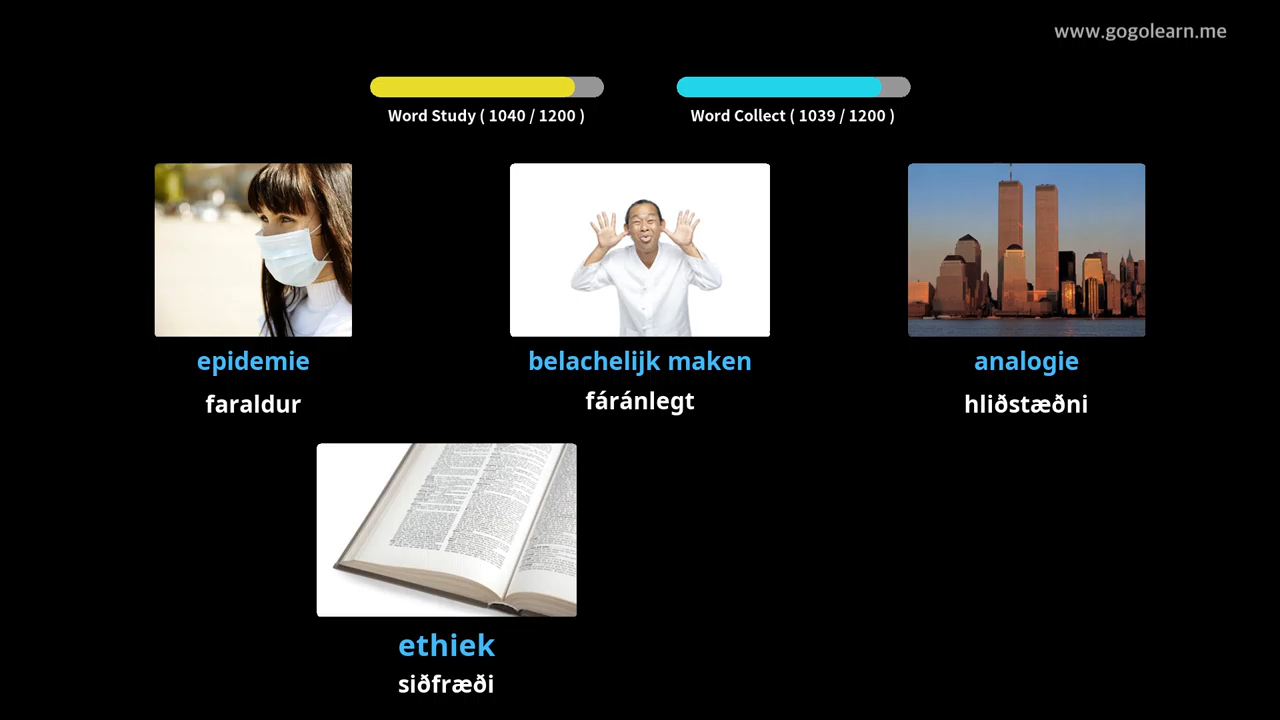 www.gogolearn.me
Word Study ( 1040 / 1200 )
Word Collect ( 1039 / 1200 )
epidemie
faraldur
belachelijk maken
fáránlegt
analogie
hliðstæðni
ethiek
siðfræði